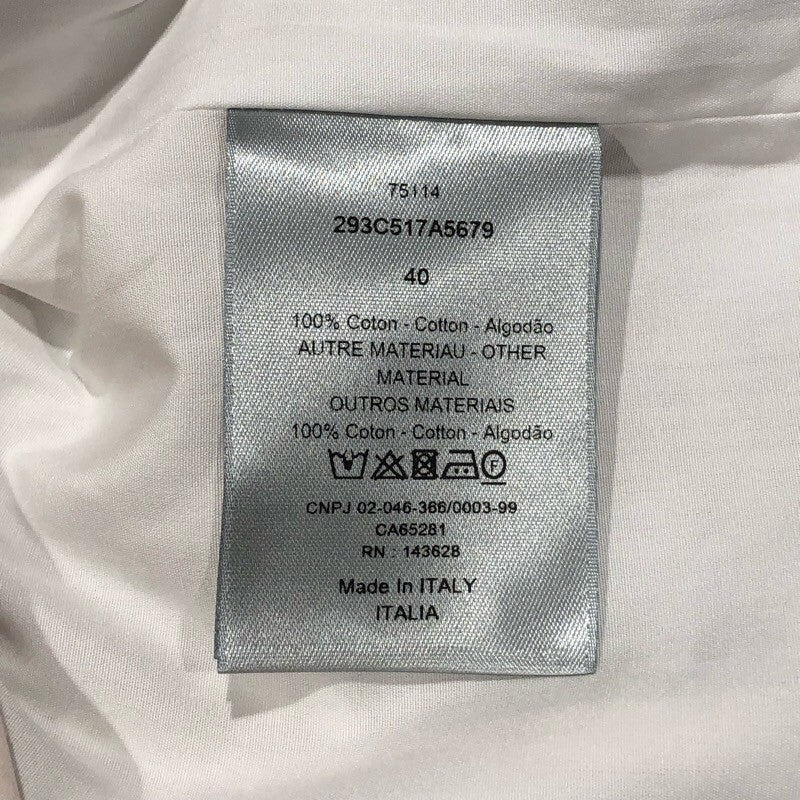 75114
293C517A5679
40
100% Coton - Cotton - Algodão
AUTRE MATERIAU - OTHER
MATERIAL
OUTROS MATERIAIS
100% Coton - Cotton - Algodão
F
CNPJ 02-046-366/0003-99
CA65281
RN : 143628
Made In ITALY
ITALIA